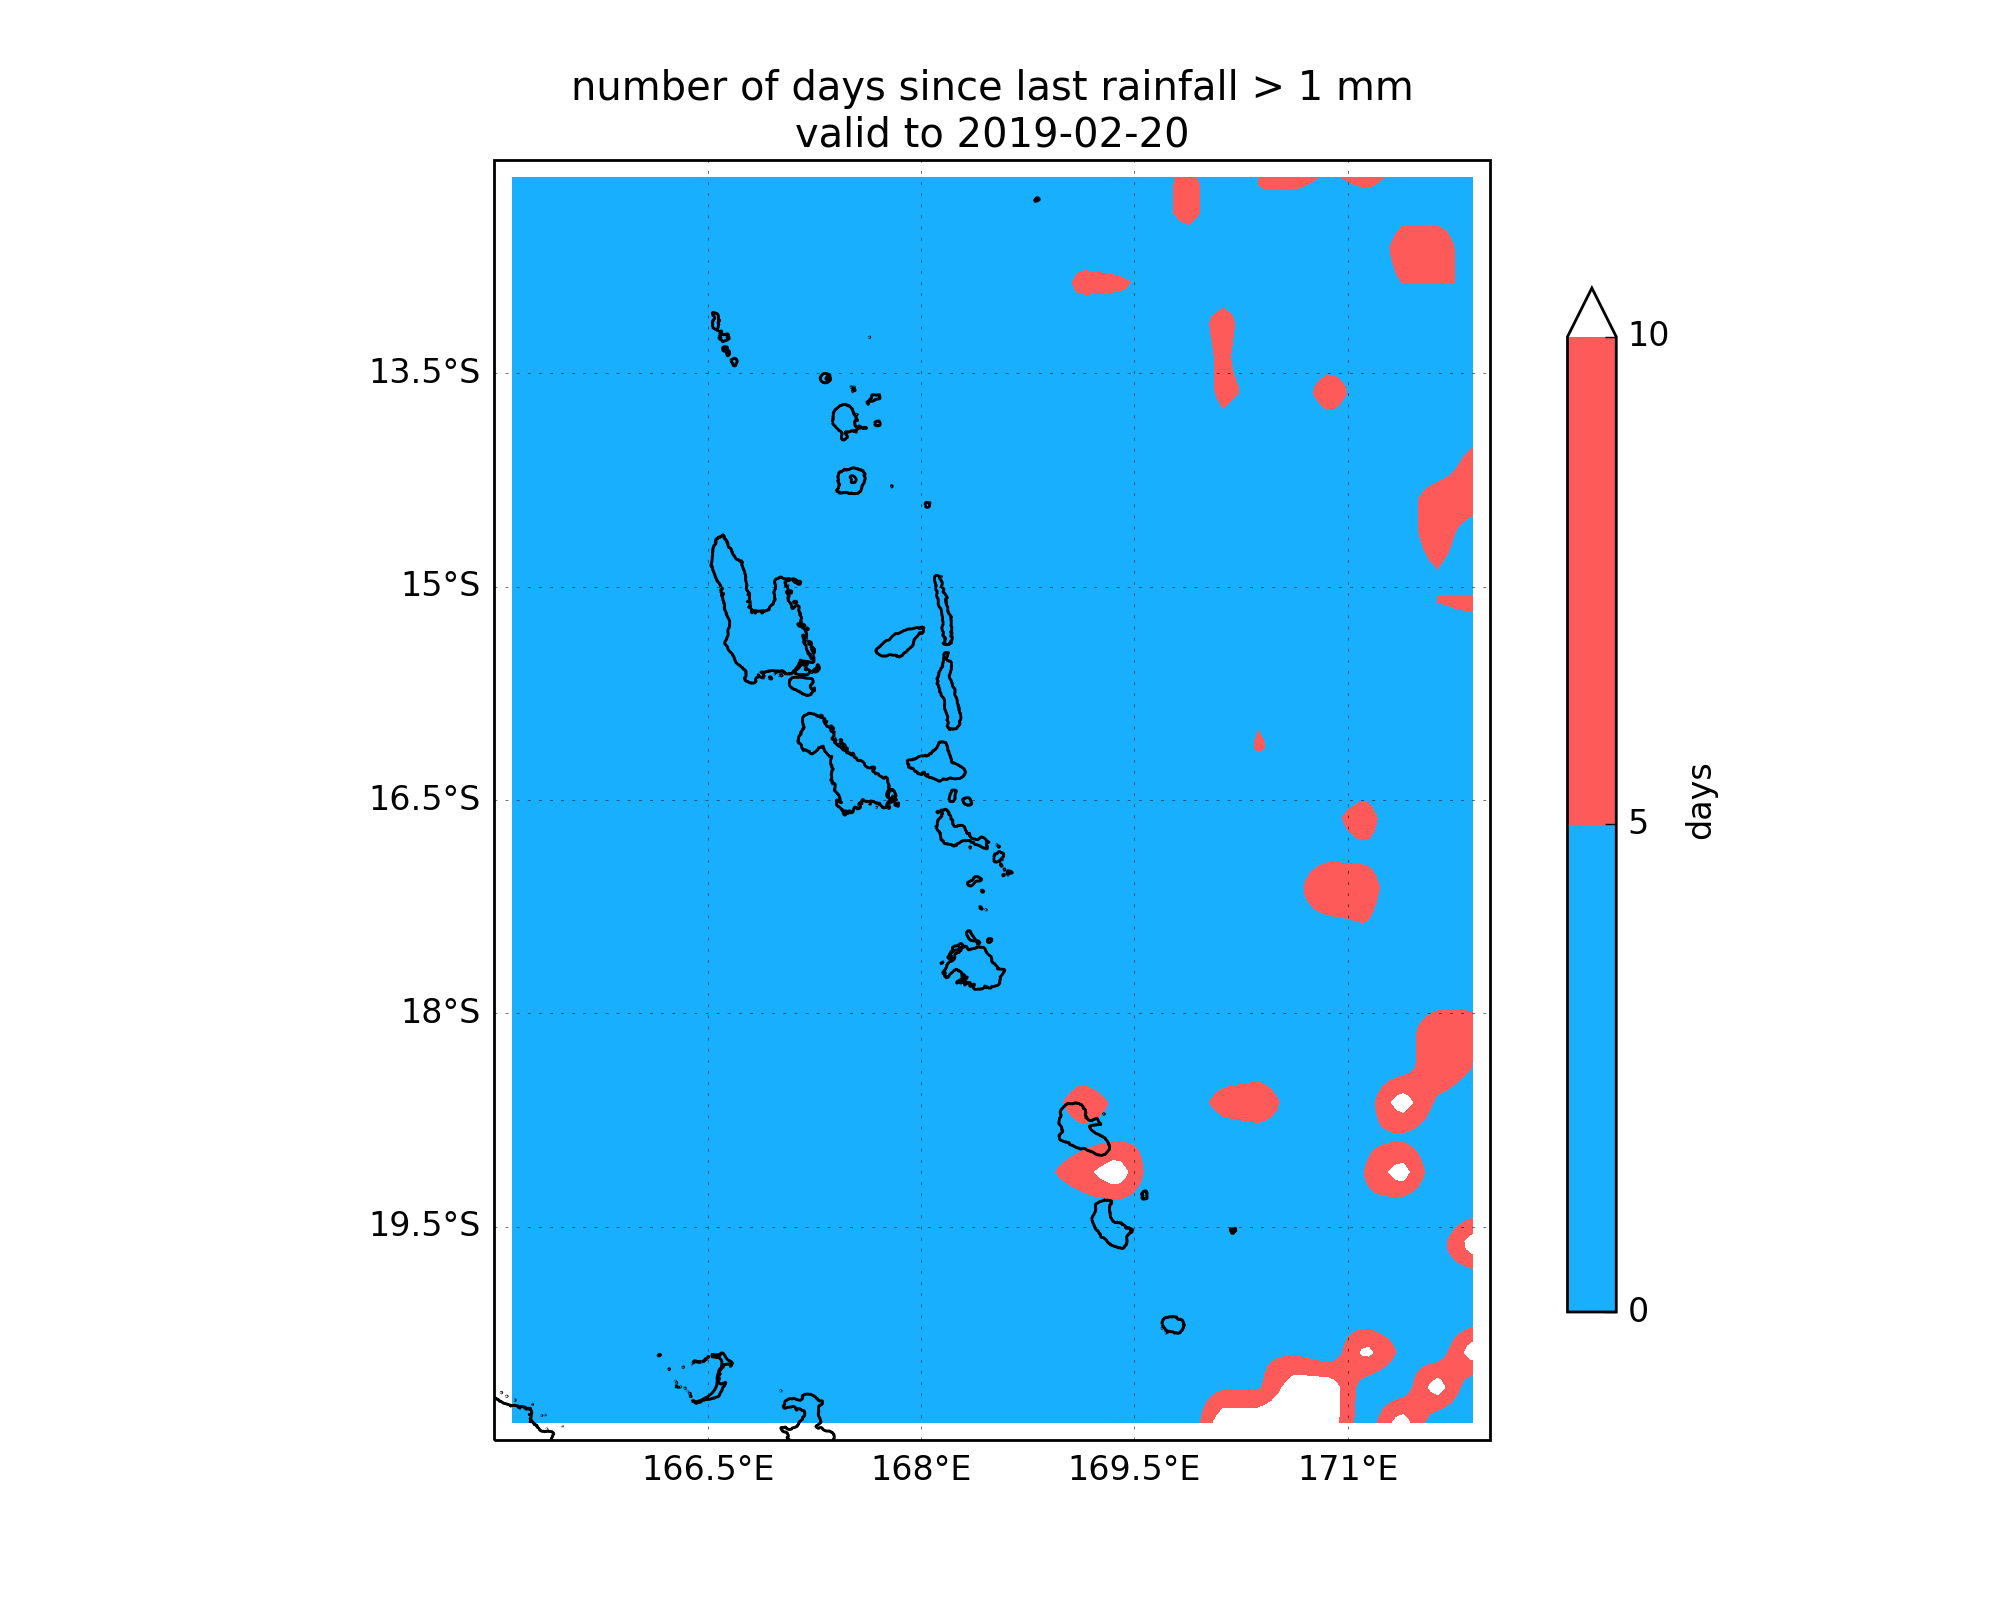 number of days since last rainfall > 1 mm
valid to 2019-02-20
13.5°S
15°S
16.5°S
18°S
19.5°S
166.5°E
168°E
169.5°E
171°E
10
5
0
days